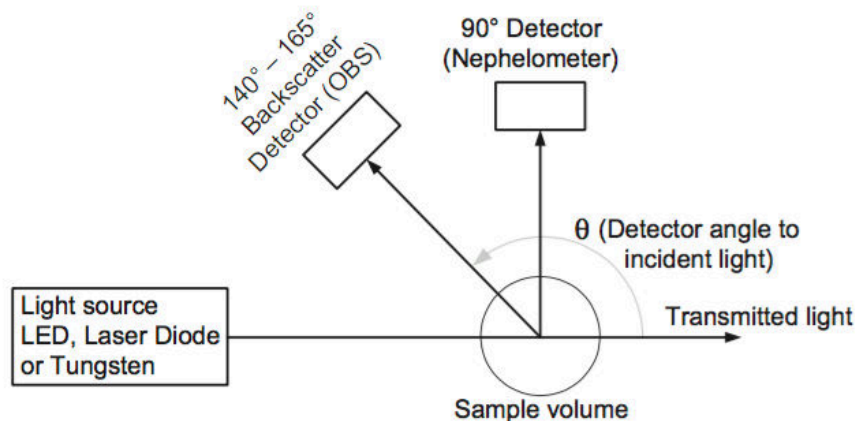 140° – 165°
Backscatter
Detector (OBS)
90° Detector
(Nephelometer)
θ (Detector angle to
incident light)
Light source
LED, Laser Diode
or Tungsten
Transmitted light
Sample volume